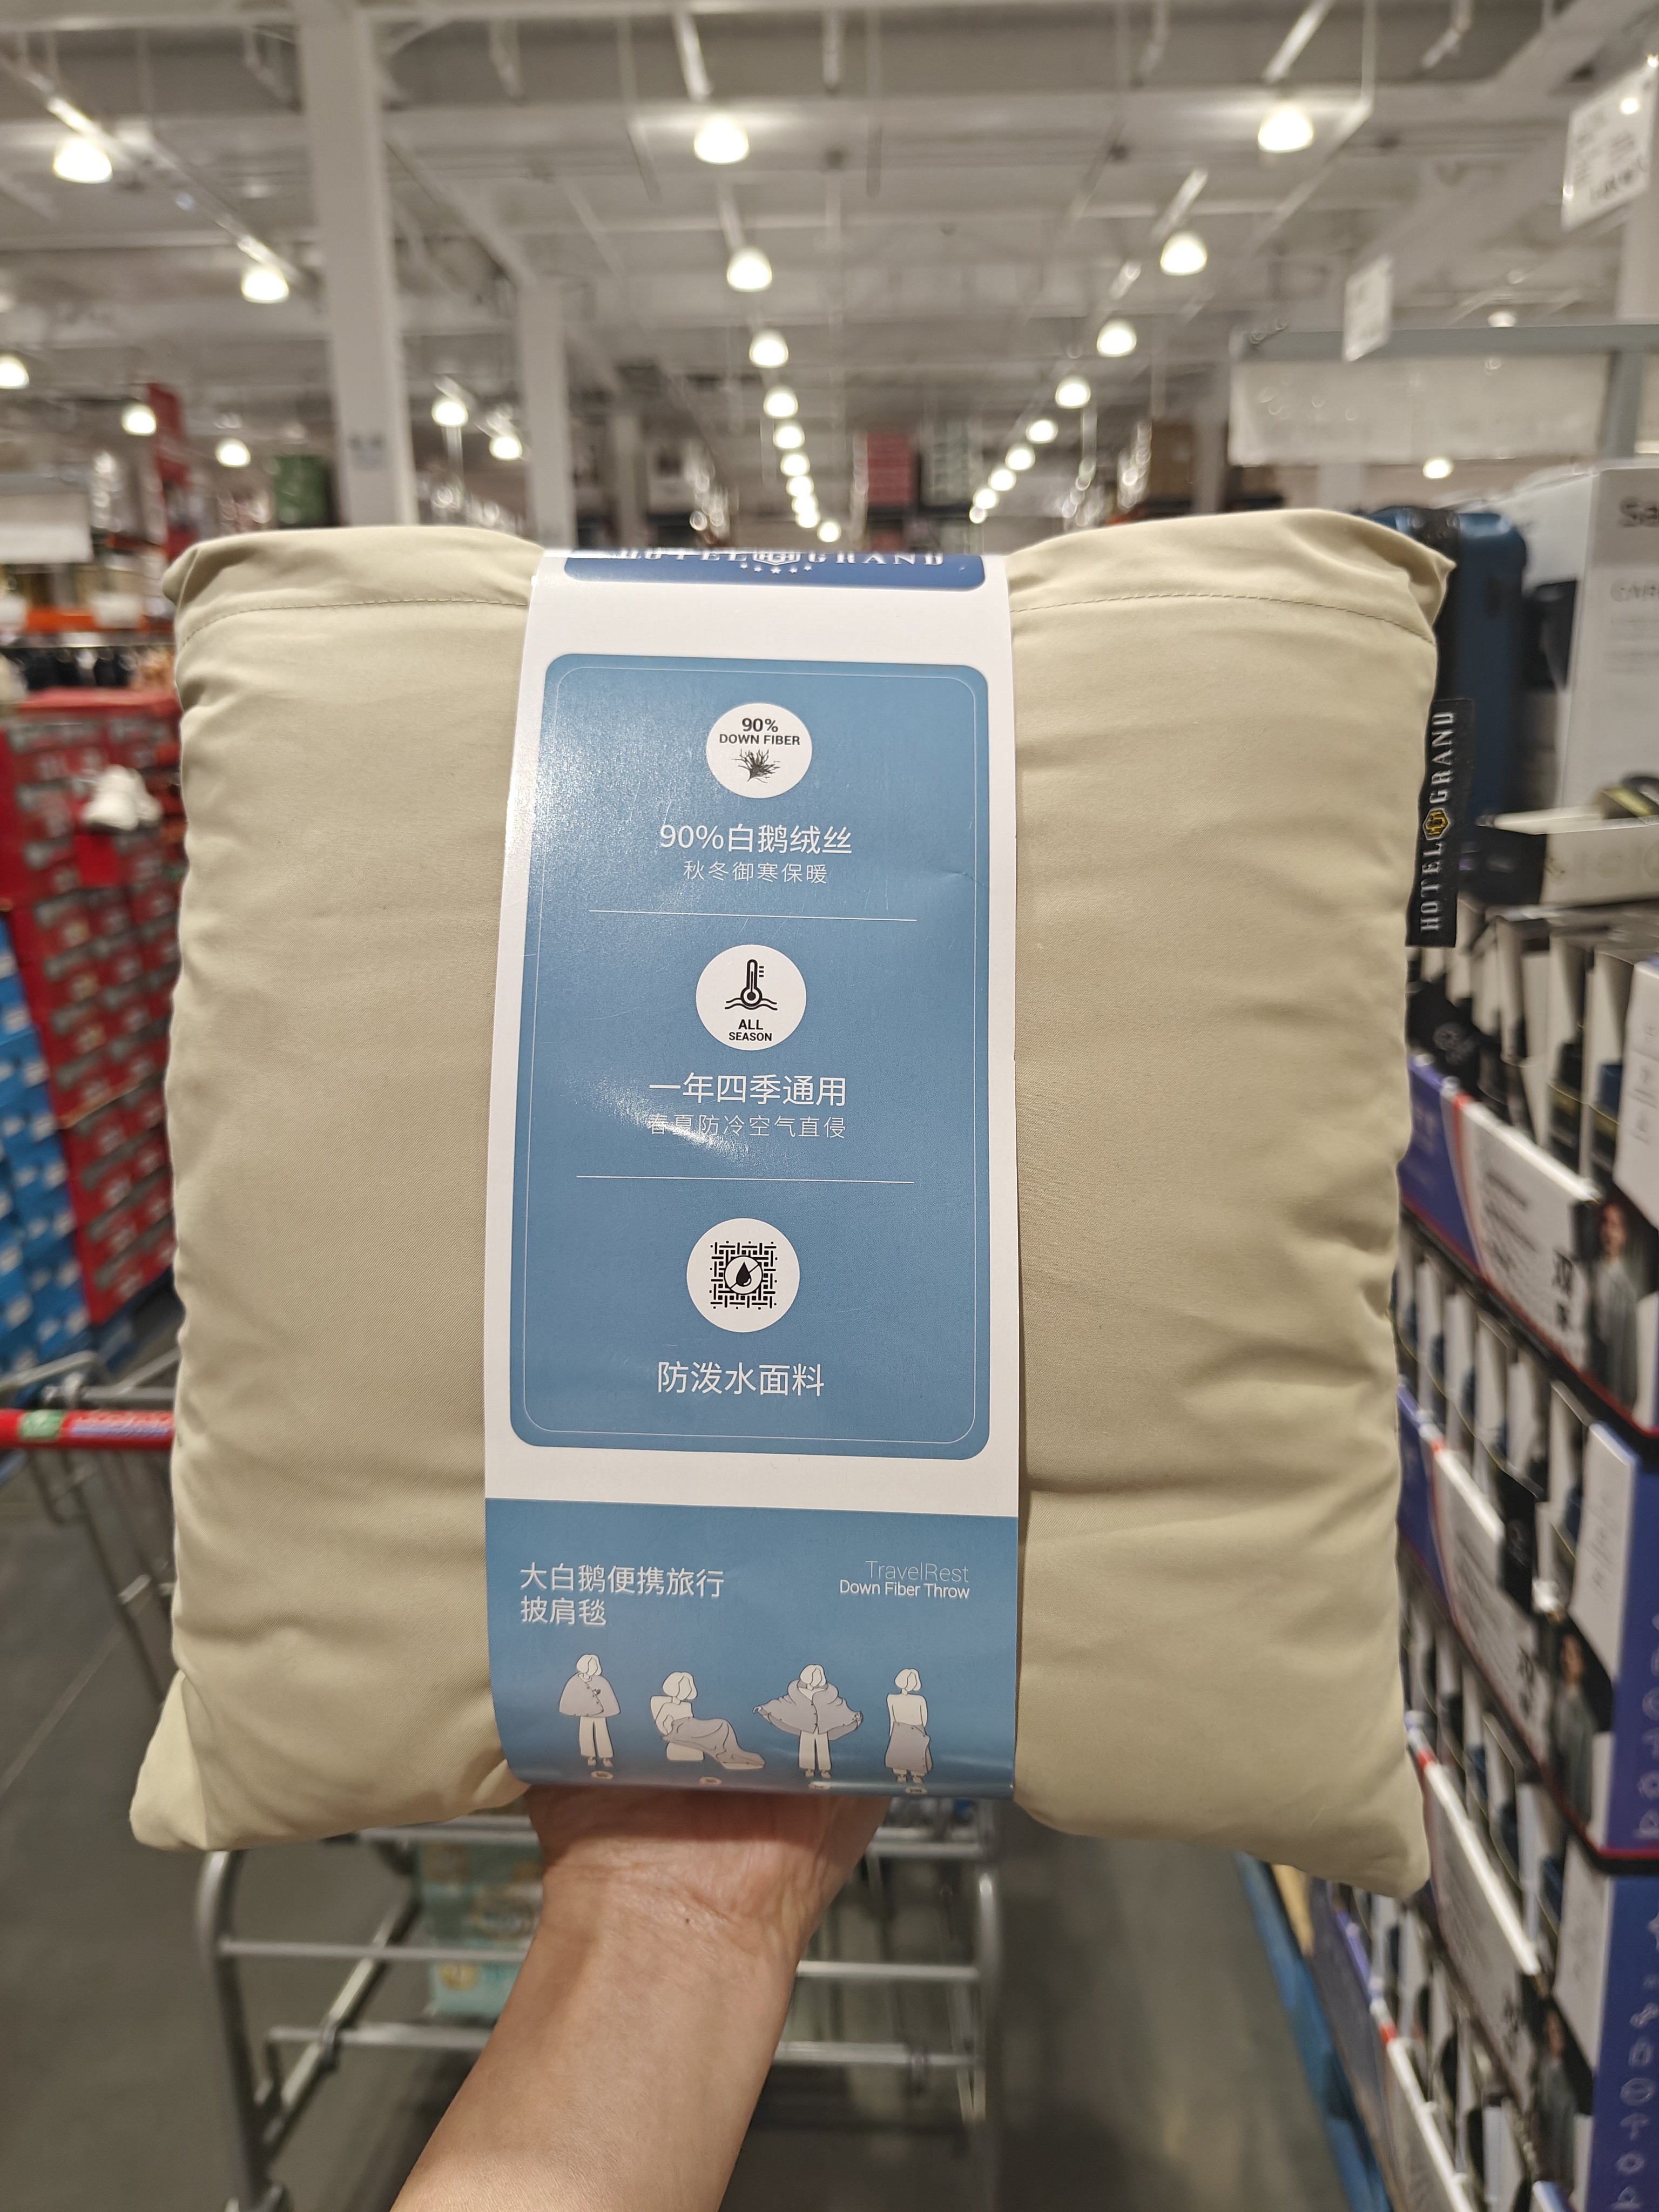 HOTEL GRAND
90%
DOWN FIBER
90%白鹅绒丝
秋冬御寒保暖
ALL
SEASON
一年四季通用
春夏防冷空气直侵
防泼水面料
大白鹅便携旅行
披肩毯
TravelRest
Down Fiber Throw
HOTEL GRAND